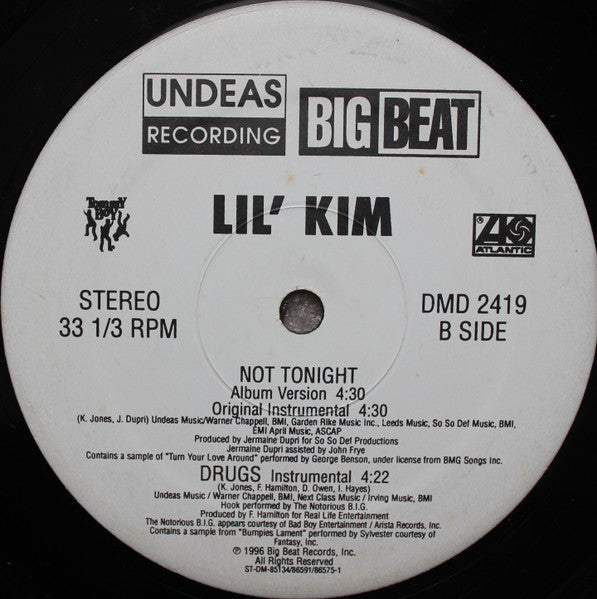 UNDEAS
RECORDING
BIG BEAT
LIL' KIM
Tommy Boy
ATLANTIC
STEREO
33 1/3 RPM
DMD 2419
B SIDE
NOT TONIGHT
Album Version 4:30
Original Instrumental 4:30
(K. Jones, J. Dupri) Undeas Music/Warner Chappell, BMI, Garden Rike Music Inc., Leeds Music, So So Def Music, BMI,
EMI April Music, ASCAP
Produced by Jermaine Dupri for So So Def Productions
Jermaine Dupri assisted by John Frye
Contains a sample of "Turn Your Love Around" performed by George Benson, under license from BMG Songs Inc.
DRUGS Instrumental 4:22
(K. Jones, F. Hamilton, D. Owen, I. Hayes)
Undeas Music / Warner Chappell, BMI, Next Class Music / Irving Music, BMI
Hook performed by The Notorious B.I.G.
Produced by F. Hamilton for Real Life Entertainment
The Notorious B.I.G. appears courtesy of Bad Boy Entertainment / Arista Records, Inc.
Contains a sample from "Bumpies Lament" performed by Sylvester courtesy of
Fantasy, Inc.
℗ 1996 Big Beat Records, Inc.
All Rights Reserved
ST-DM-85134/86591/86575-1